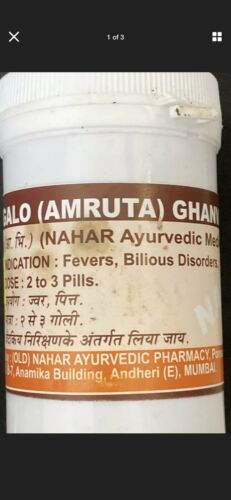 1 of 3
GALO (AMRUTA) GHAN
भि.) (NAHAR Ayurvedic
INDICATION : Fevers, Bilious Disorders,
DOSE : 2 to 3 Pills.
ज्वर, पित्त.
: २ से ३ गोली.
निरिक्षणके अंतर्गत लिया जाय.
(OLD) NAHAR AYURVEDIC PHARMACY,
Anamika Building, Andheri (E), MUMBAI